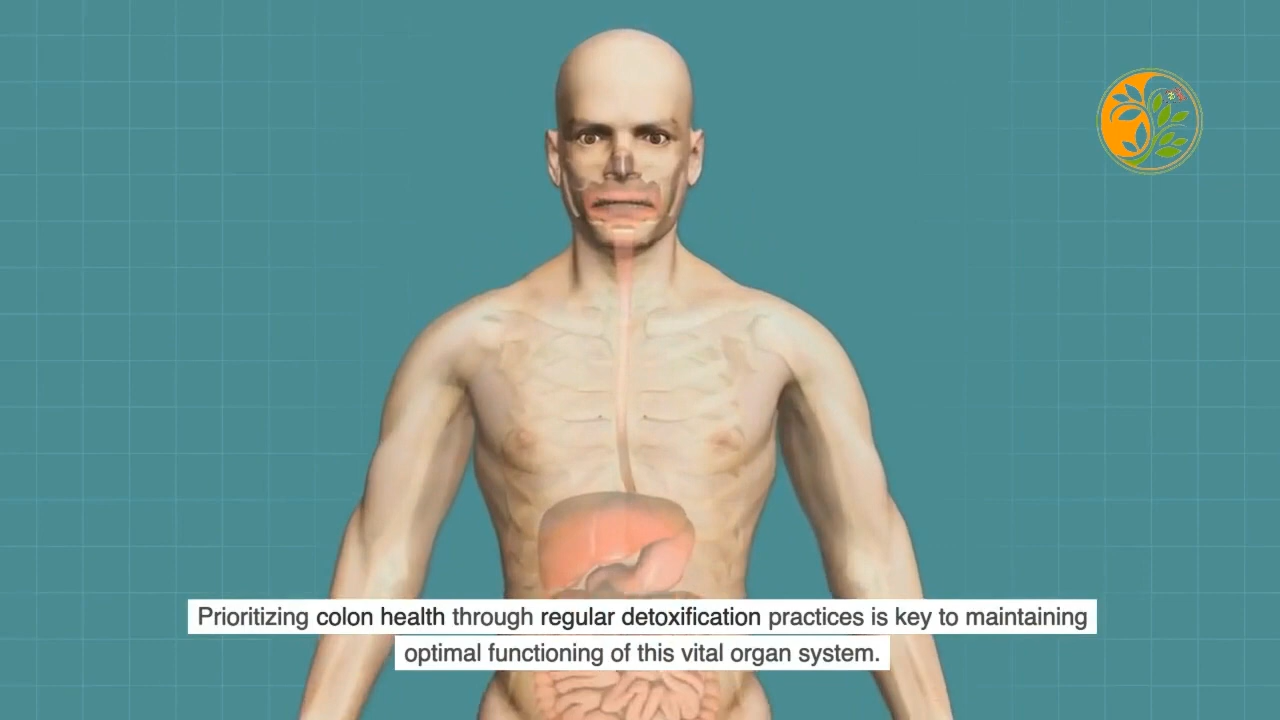 Prioritizing colon health through regular detoxification practices is key to maintaining
optimal functioning of this vital organ system.